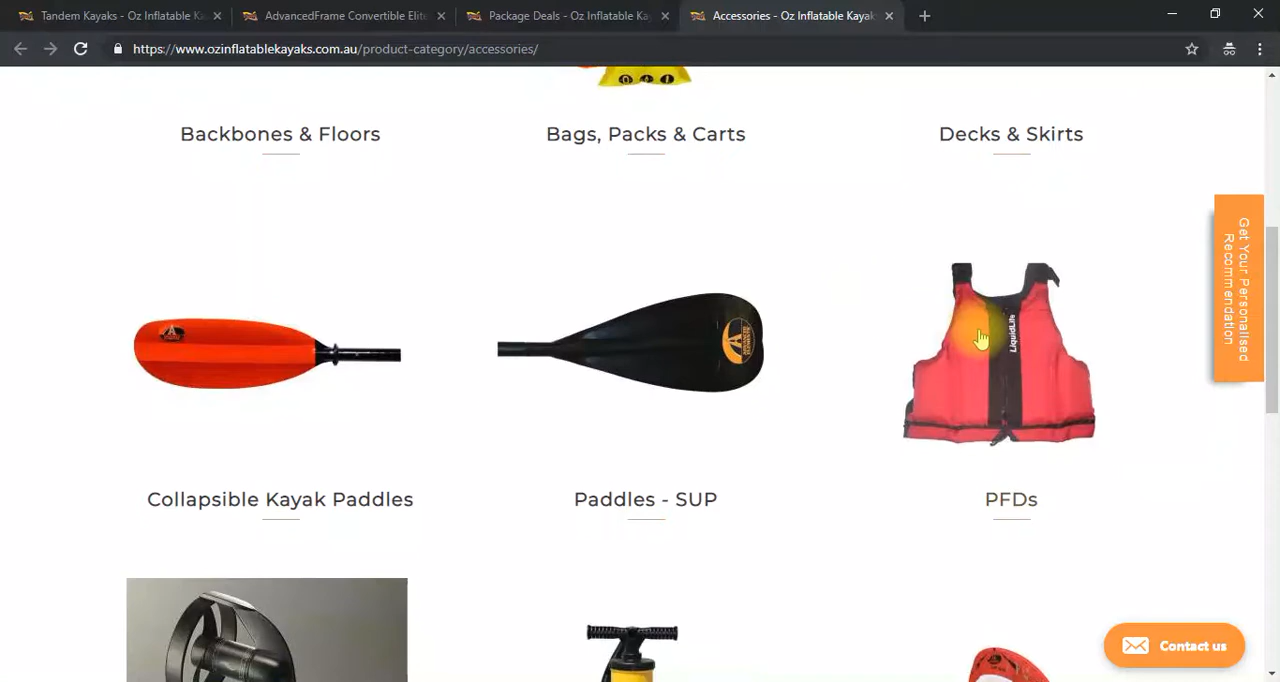 Tandem Kayaks - Oz Inflatable K
AdvancedFrame Convertible Elite
Package Deals - Oz Inflatable Ka
Accessories - Oz Inflatable Kayak
https://www.ozinflatablekayaks.com.au/product-category/accessories/
Backbones & Floors
Bags, Packs & Carts
Decks & Skirts
Get Your Personalised
Recommendation
LiquidLife
Collapsible Kayak Paddles
Paddles - SUP
PFDs
Contact us